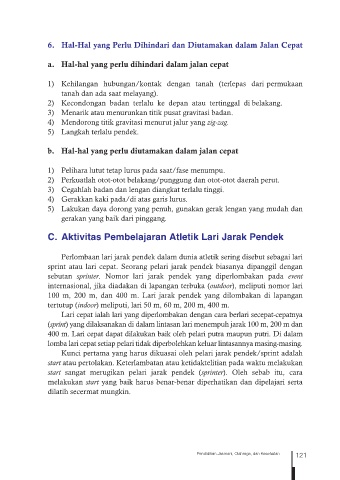 6. Hal-Hal yang Perlu Dihindari dan Diutamakan dalam Jalan Cepat
a. Hal-hal yang perlu dihindari dalam jalan cepat
1) Kehilangan hubungan/kontak dengan tanah (terlepas dari permukaan
tanah dan ada saat melayang).
2) Kecondongan badan terlalu ke depan atau tertinggal di belakang.
3) Menarik atau menurunkan titik pusat gravitasi badan.
4) Mendorong titik gravitasi menurut jalur yang zig-zag.
5) Langkah terlalu pendek.
b. Hal-hal yang perlu diutamakan dalam jalan cepat
1) Pelihara lutut tetap lurus pada saat/fase menumpu.
2) Perkuatlah otot-otot belakang/punggung dan otot-otot daerah perut.
3) Cegahlah badan dan lengan diangkat terlalu tinggi.
4) Gerakkan kaki pada/di atas garis lurus.
5) Lakukan daya dorong yang penuh, gunakan gerak lengan yang mudah dan
gerakan yang baik dari pinggang.
C. Aktivitas Pembelajaran Atletik Lari Jarak Pendek
Perlombaan lari jarak pendek dalam dunia atletik sering disebut sebagai lari
sprint atau lari cepat. Seorang pelari jarak pendek biasanya dipanggil dengan
sebutan sprinter. Nomor lari jarak pendek yang diperlombakan pada event
internasional, jika diadakan di lapangan terbuka (outdoor), meliputi nomor lari
100 m, 200 m, dan 400 m. Lari jarak pendek yang dilombakan di lapangan
tertutup (indoor) meliputi, lari 50 m, 60 m, 200 m, 400 m.
Lari cepat ialah lari yang diperlombakan dengan cara berlari secepat-cepatnya
(sprint) yang dilaksanakan di dalam lintasan lari menempuh jarak 100 m, 200 m dan
400 m. Lari cepat dapat dilakukan baik oleh pelari putra maupun putri. Di dalam
lomba lari cepat setiap pelari tidak diperbolehkan keluar lintasannya masing-masing.
Kunci pertama yang harus dikuasai oleh pelari jarak pendek/sprint adalah
start atau pertolakan. Keterlambatan atau ketidaktelitian pada waktu melakukan
start sangat merugikan pelari jarak pendek (sprinter). Oleh sebab itu, cara
melakukan start yang baik harus benar-benar diperhatikan dan dipelajari serta
dilatih secermat mungkin.
Pendidikan Jasmani, Olahraga, dan Kesehatan
121